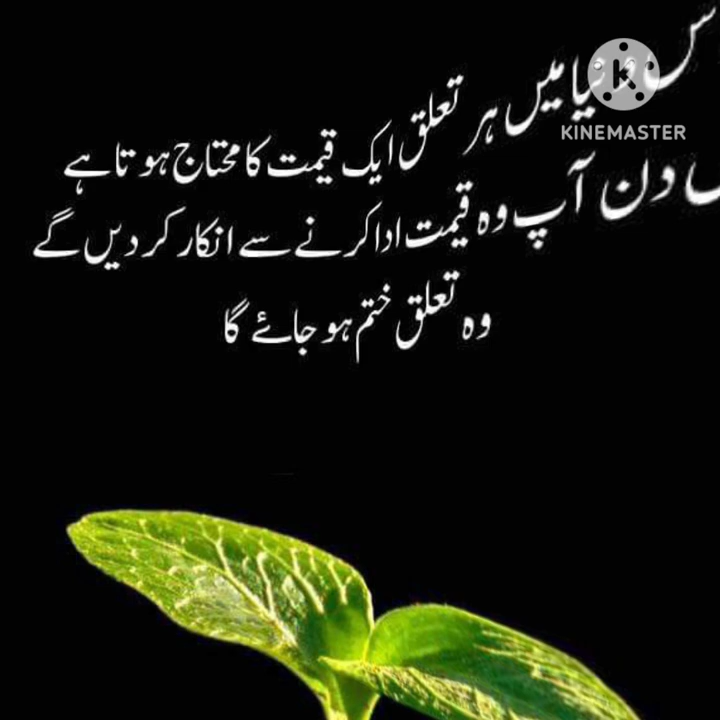 س دنیا میں ہر تعلق ایک قیمت کا محتاج ہوتا ہے
دن آپ وہ قیمت ادا کرنے سے انکار کر دیں گے
وہ تعلق ختم ہو جائے گا
KINEMASTER